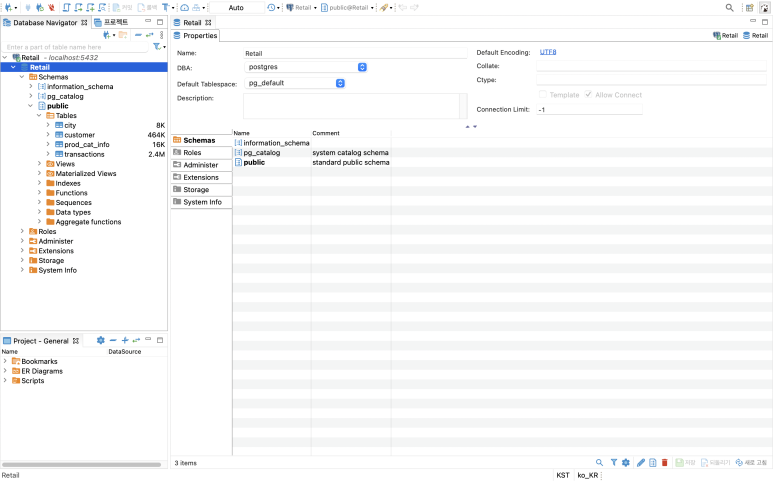 Auto
Retail
public@Retail
Database Navigator
프로젝트
Enter a part of table name here
Retail - localhost:5432
Retail
Schemas
information_schema
pg_catalog
public
Tables
city 8K
customer 464K
prod_cat_info 16K
transactions 2.4M
Views
Materialized Views
Indexes
Functions
Sequences
Data types
Aggregate functions
Roles
Administer
Extensions
Storage
System Info
Project - General
Name DataSource
Bookmarks
ER Diagrams
Scripts
Retail
Properties
Retail Retail
Name: Retail
DBA: postgres
Default Tablespace: pg_default
Description:
Default Encoding: UTF8
Collate:
Ctype:
Template Allow Connect
Connection Limit: -1
Schemas
Roles
Administer
Extensions
Storage
System Info
Name Comment
information_schema
pg_catalog system catalog schema
public standard public schema
3 items
저장 되돌리기 새로 고침
Retail
KST ko_KR